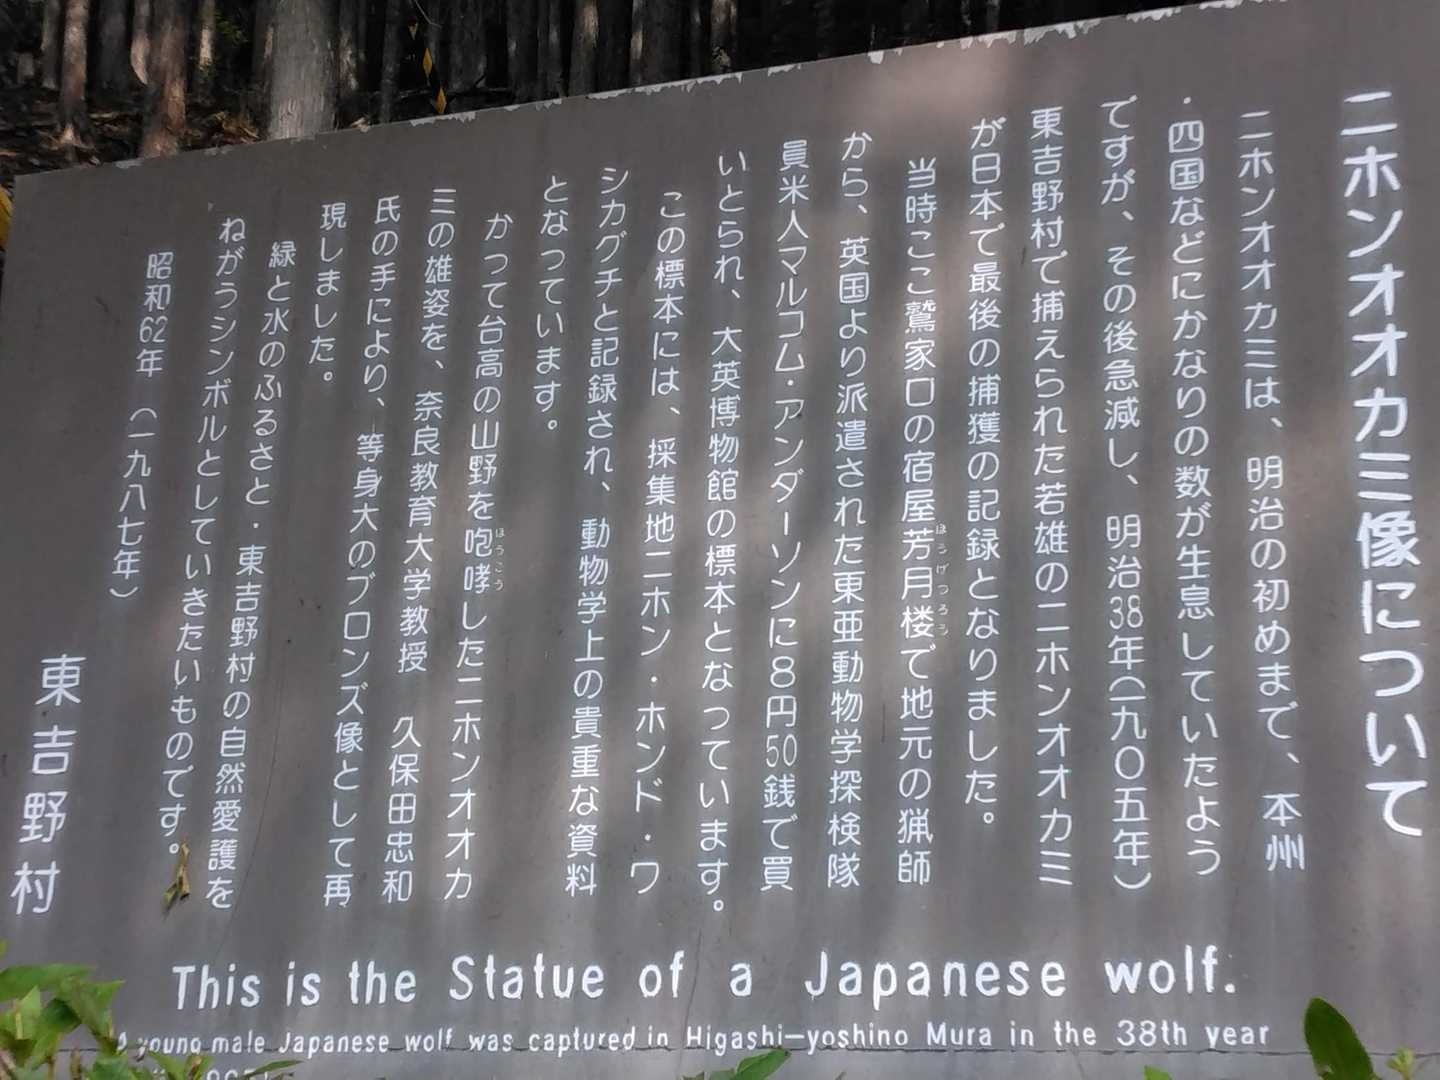 ニホンオオカミ像について
ニホンオオカミは、明治の初めまで、本州
・四国などにかなりの数が生息していたよう
ですが、その後急減し、明治38年(一九〇五年)
東吉野村で捕えられた若雄のニホンオオカミ
が日本で最後の捕獲の記録となりました。
当時ここ鷲家口の宿屋芳月楼で地元の猟師
ほうげつろう
から、英国より派遣された東亜動物学探検隊
員米人マルコム・アンダーソンに8円50銭で買
いとられ、大英博物館の標本となっています。
この標本には、採集地ニホン・ホンド・ワ
シカグチと記録され、動物学上の貴重な資料
となっています。
かつて台高の山野を咆哮したニホンオオカ
ほうこう
ミの雄姿を、奈良教育大学教授 久保田忠和
氏の手により、等身大のブロンズ像として再
現しました。
緑と水のふるさと・東吉野村の自然愛護を
ねがうシンボルとしていきたいものです。
昭和62年(一九八七年)
東吉野村
This is the Statue of a Japanese wolf.
A young male Japanese wolf was captured in Higashi-yoshino Mura in the 38th year